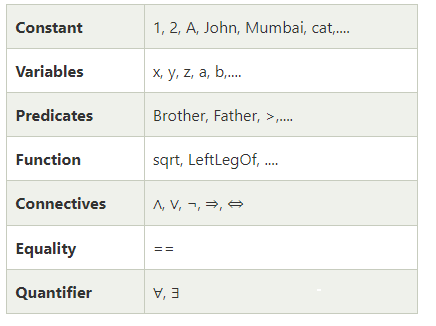 Constant 1, 2, A, John, Mumbai, cat,....
Variables x, y, z, a, b,....
Predicates Brother, Father, >,....
Function sqrt, LeftLegOf, ....
Connectives ∧, ∨, ¬, ⇒, ⇔
Equality ==
Quantifier ∀, ∃